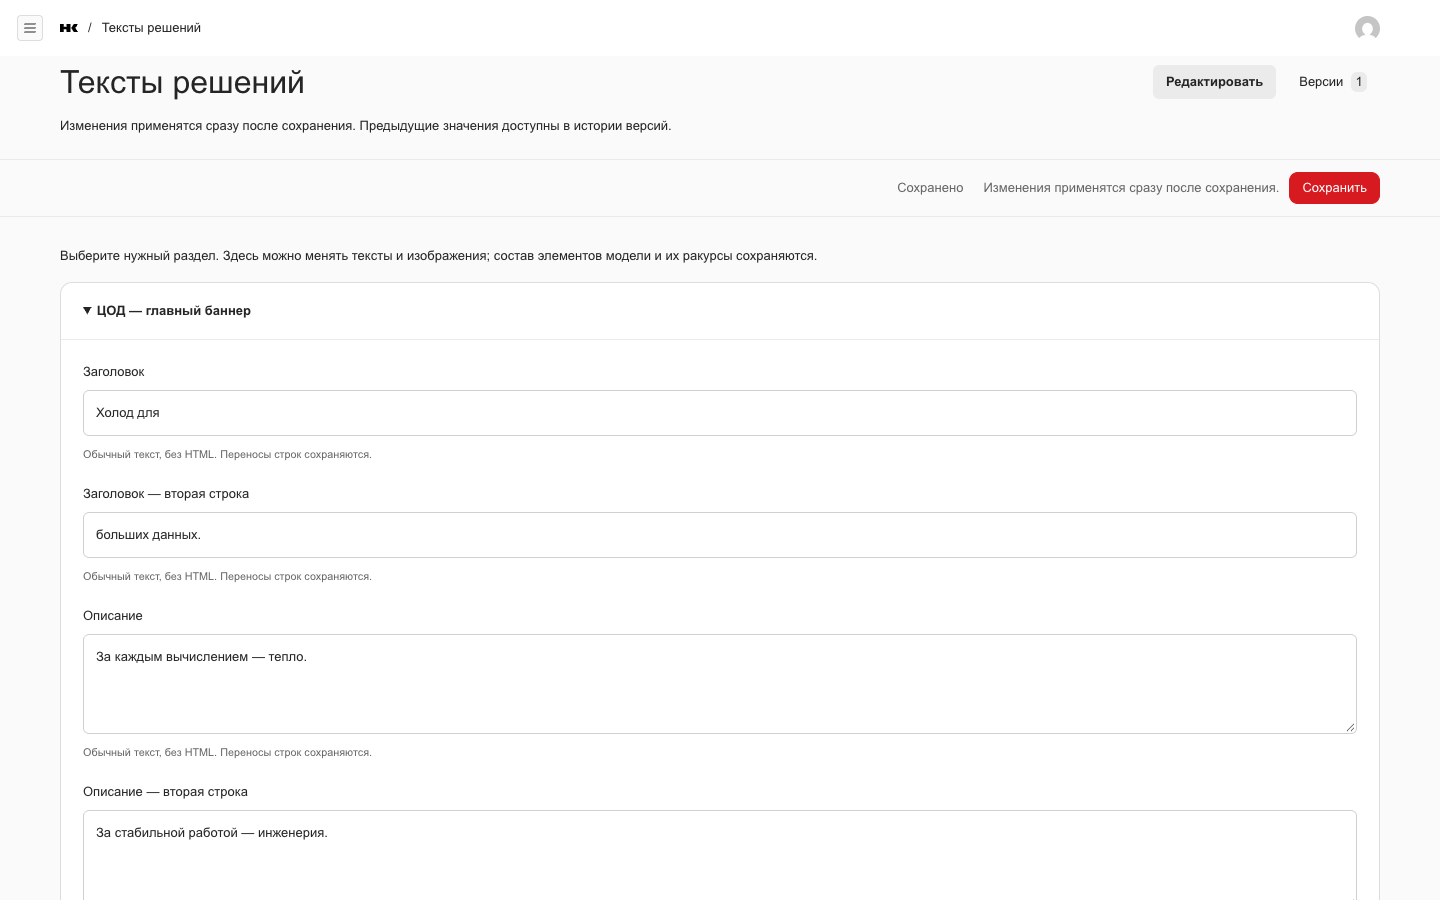 НК / Тексты решений
Тексты решений
Редактировать
Версии 1
Изменения применятся сразу после сохранения. Предыдущие значения доступны в истории версий.
Сохранено
Изменения применятся сразу после сохранения.
Сохранить
Выберите нужный раздел. Здесь можно менять тексты и изображения; состав элементов модели и их ракурсы сохраняются.
ЦОД — главный баннер
Заголовок
Холод для
Обычный текст, без HTML. Переносы строк сохраняются.
Заголовок — вторая строка
больших данных.
Обычный текст, без HTML. Переносы строк сохраняются.
Описание
За каждым вычислением — тепло.
Обычный текст, без HTML. Переносы строк сохраняются.
Описание — вторая строка
За стабильной работой — инженерия.